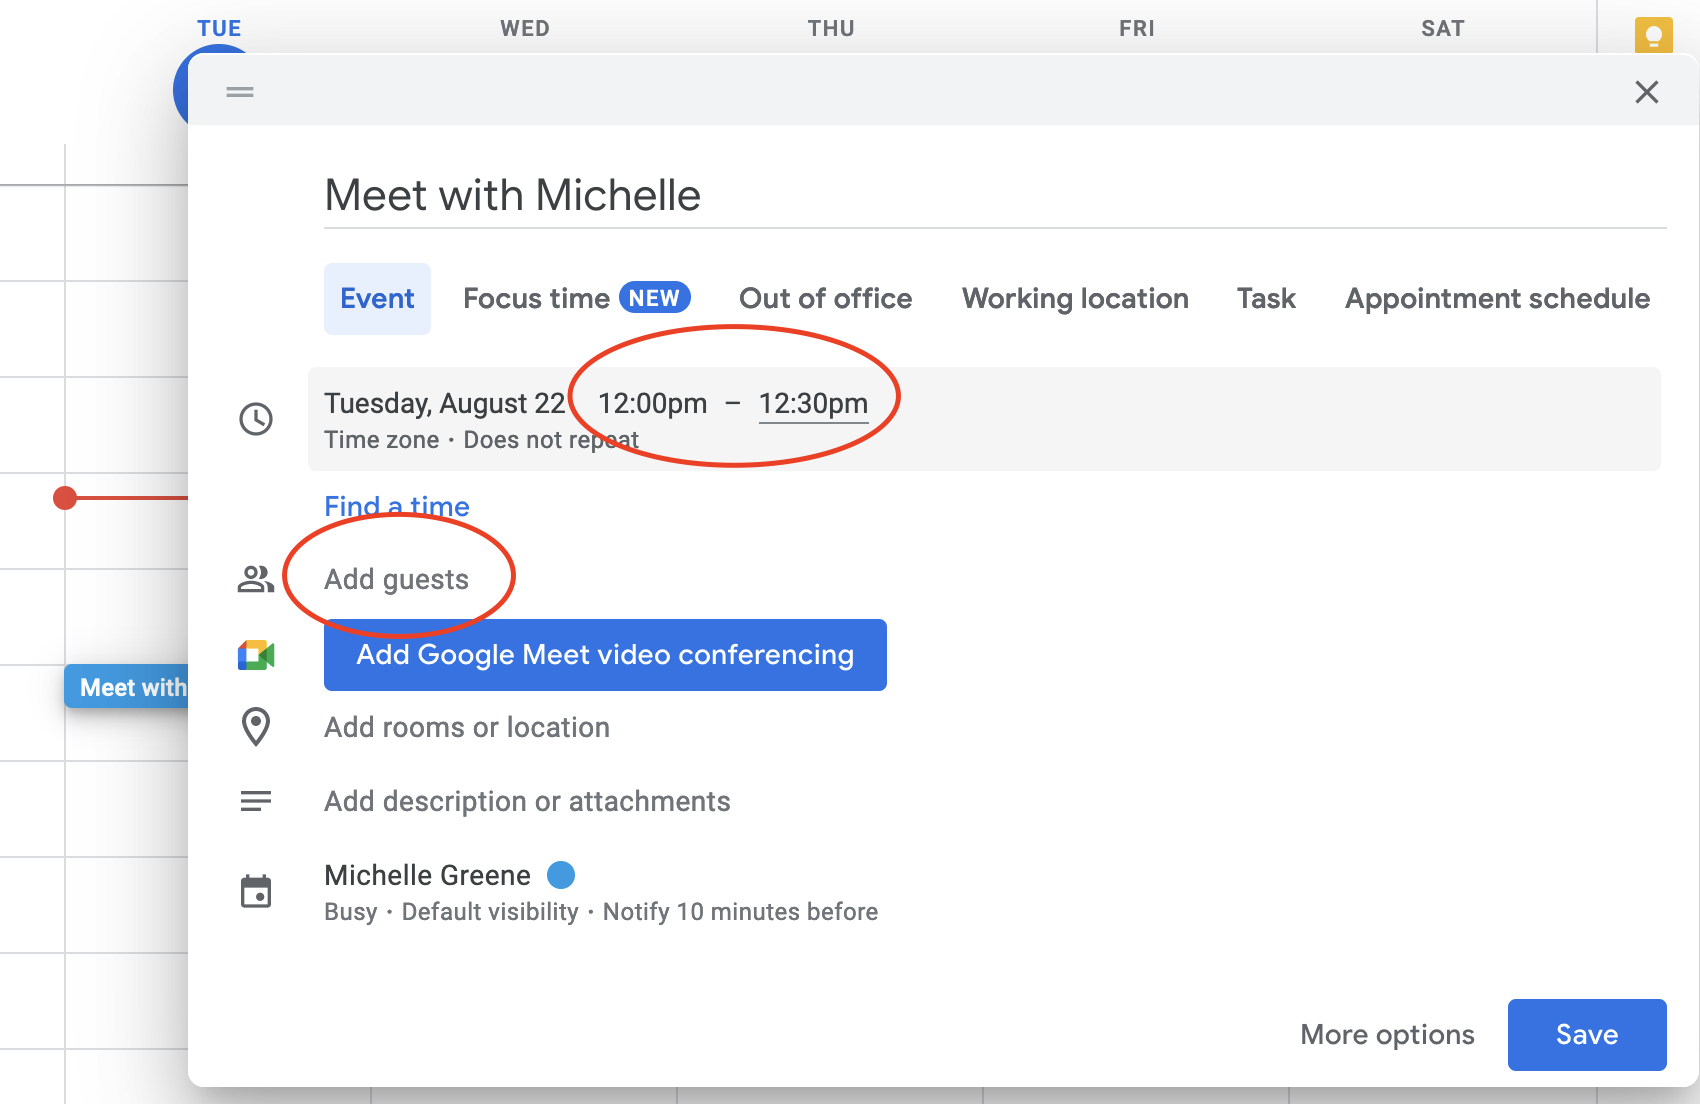 TUE WED THU FRI SAT
Meet with Michelle
Event Focus time NEW Out of office Working location Task Appointment schedule
Tuesday, August 22 12:00pm – 12:30pm
Time zone · Does not repeat
Find a time
Add guests
Add Google Meet video conferencing
Meet with
Add rooms or location
Add description or attachments
Michelle Greene
Busy · Default visibility · Notify 10 minutes before
More options Save